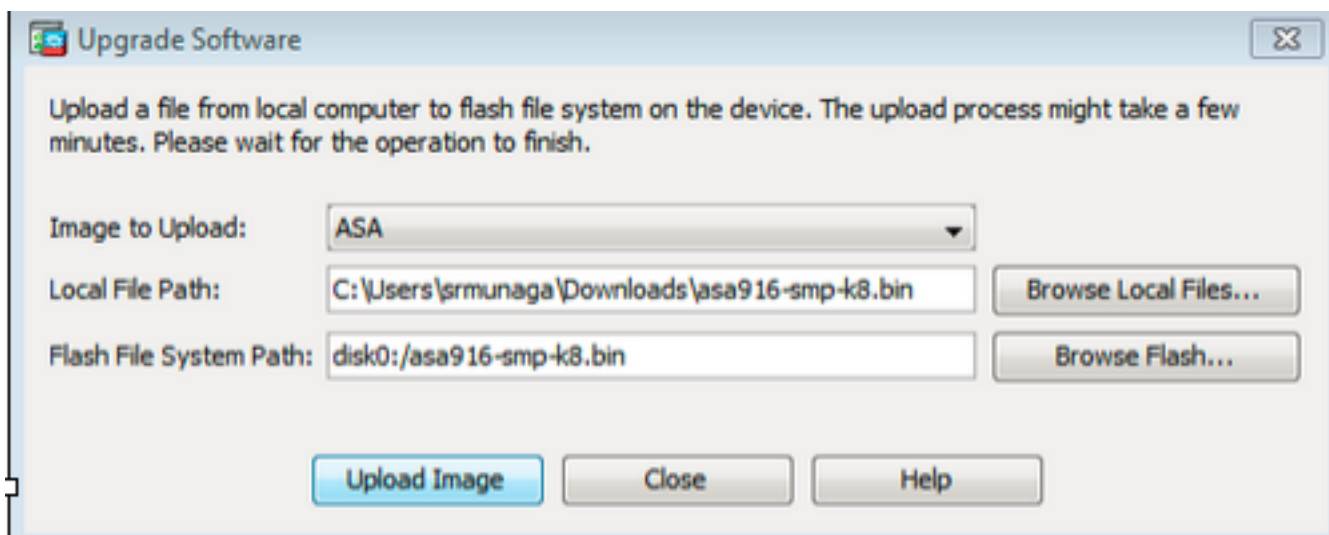 Upgrade Software
Upload a file from local computer to flash file system on the device. The upload process might take a few
minutes. Please wait for the operation to finish.
Image to Upload: ASA
Local File Path: C:\Users\srmunaga\Downloads\asa916-smp-k8.bin Browse Local Files...
Flash File System Path: disk0:/asa916-smp-k8.bin Browse Flash...
Upload Image Close Help